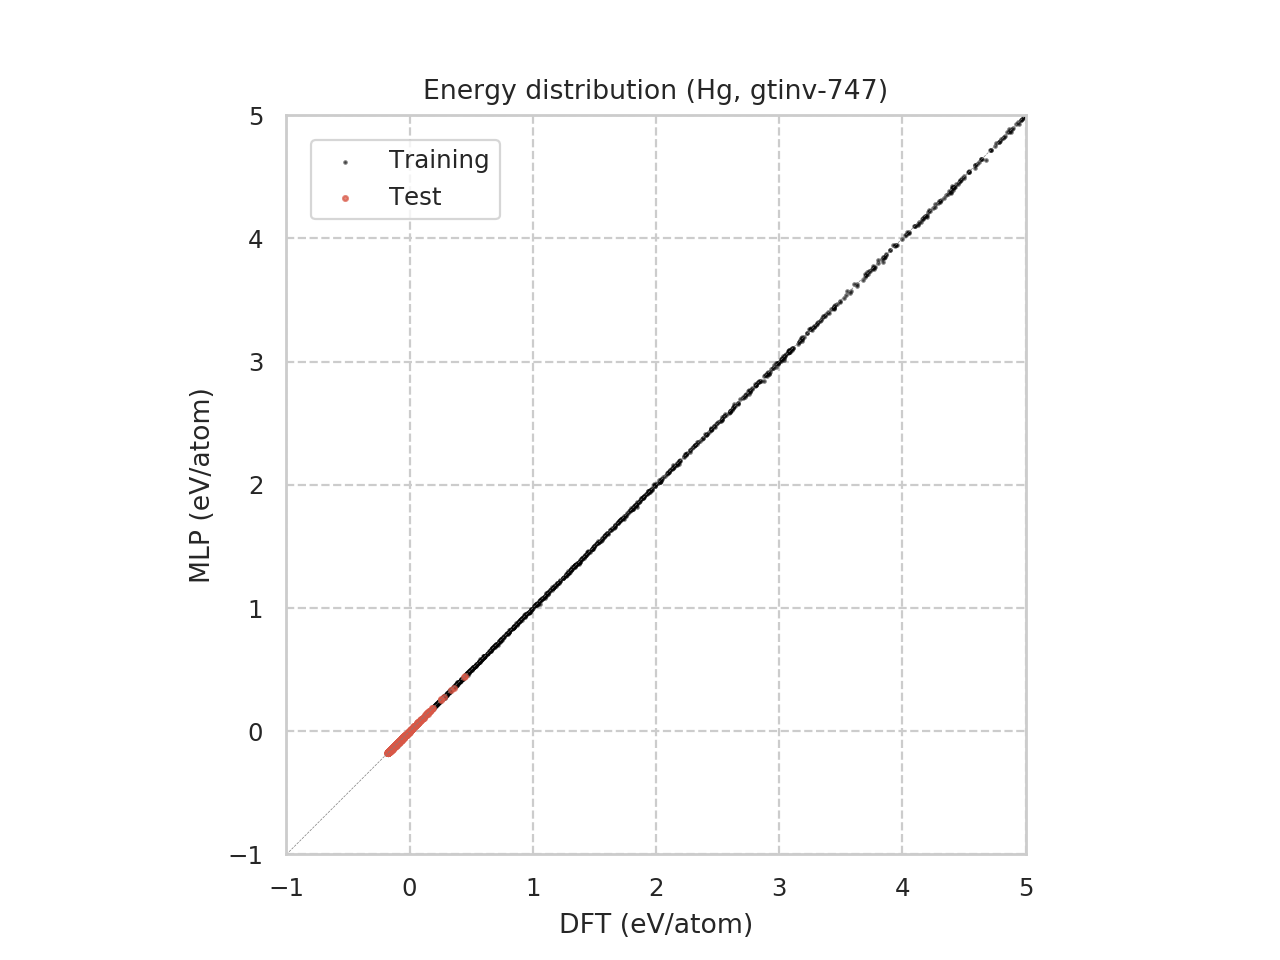 Energy distribution (Hg, gtinv-747)
5
4
3
2
1
0
−1
Training
Test
MLP (eV/atom)
−1 0 1 2 3 4 5
DFT (eV/atom)